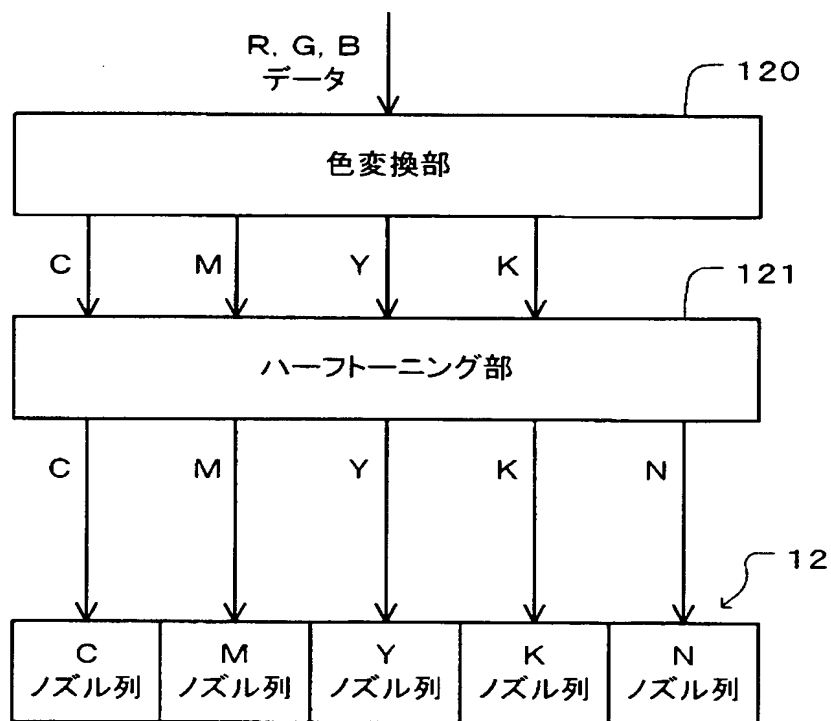 R, G, B
データ
120
色変換部
C M Y K
121
ハーフトーニング部
C M Y K N
12
C M Y K N
ノズル列 ノズル列 ノズル列 ノズル列 ノズル列